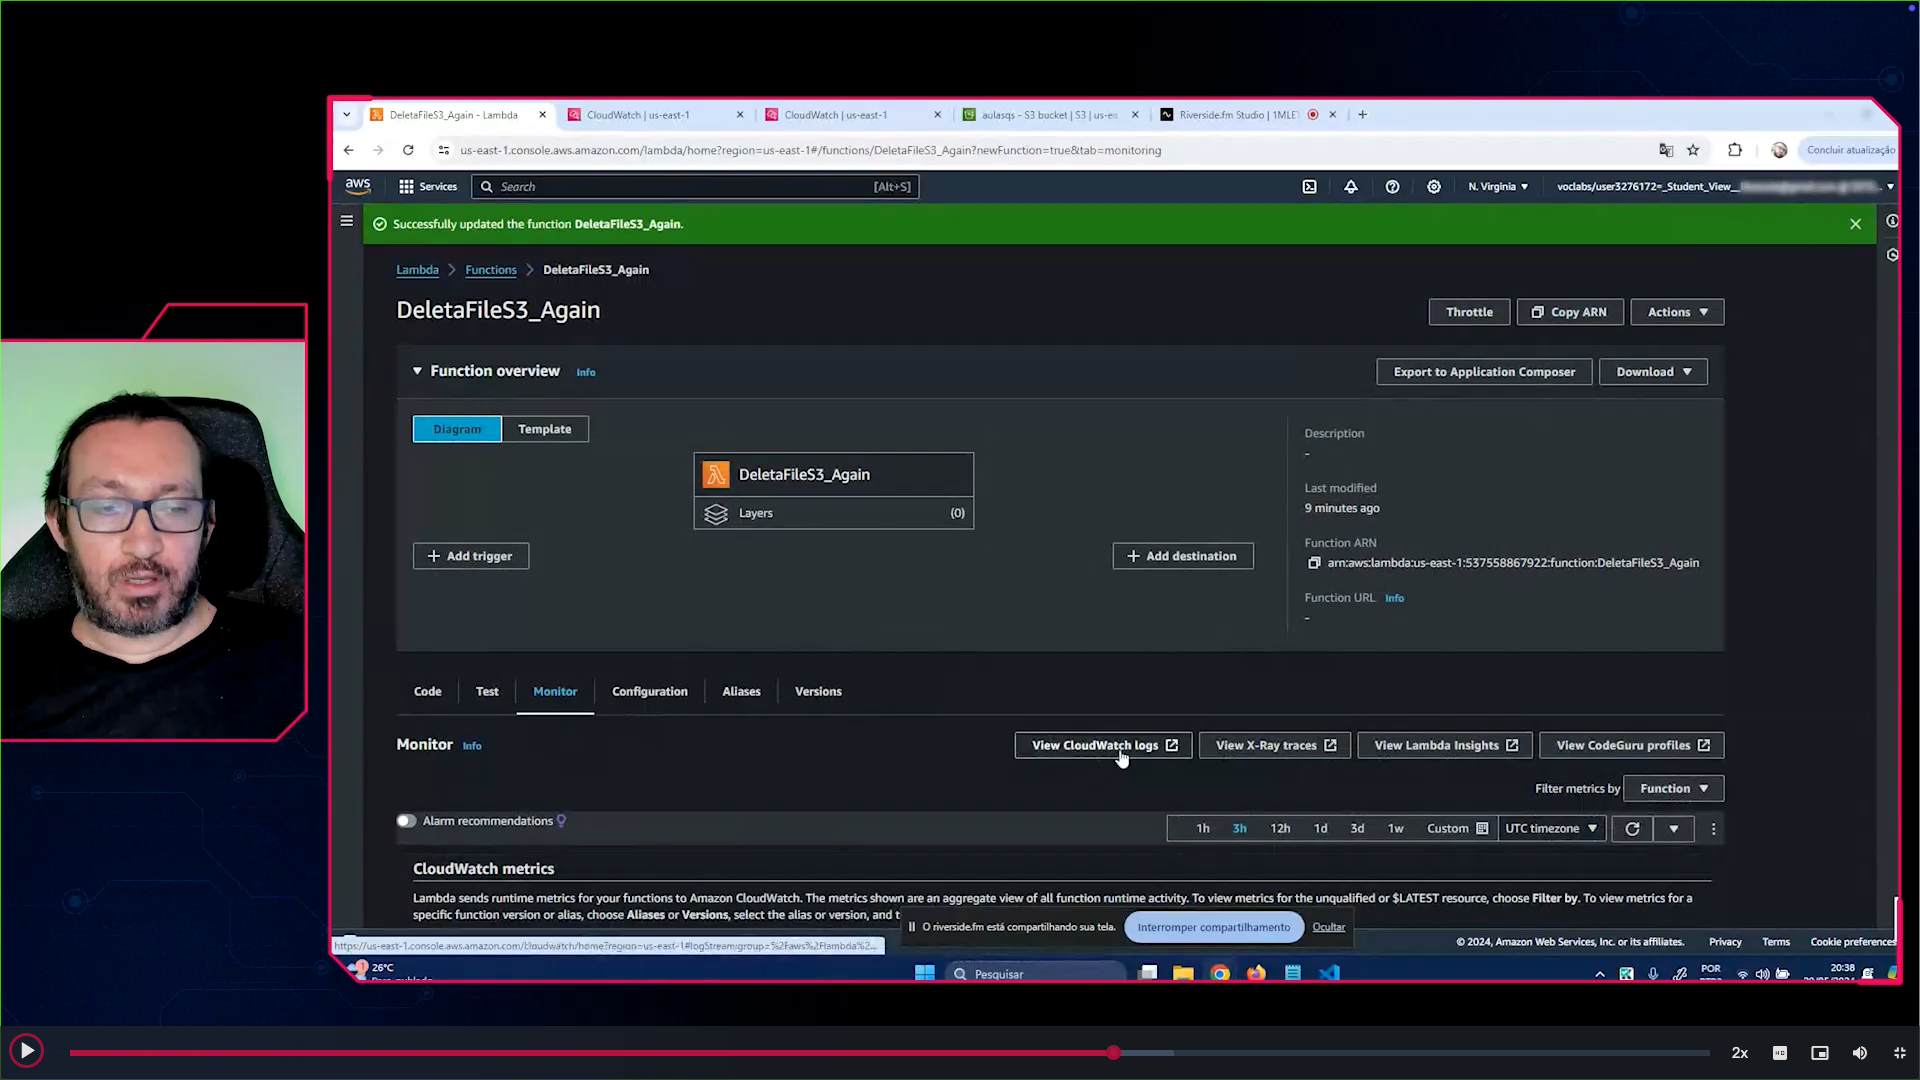 DeletaFileS3_Again - Lambda
CloudWatch | us-east-1
CloudWatch | us-east-1
aulasqs - S3 bucket | S3 | us-ea
Riverside.fm Studio | 1MLET
us-east-1.console.aws.amazon.com/lambda/home?region=us-east-1#/functions/DeletaFileS3_Again?newFunction=true&tab=monitoring
Concluir atualização
aws
Services
Search
[Alt+S]
N. Virginia
voclabs/user3276172=_Student_View_
Successfully updated the function DeletaFileS3_Again.
Lambda
Functions
DeletaFileS3_Again
DeletaFileS3_Again
Throttle
Copy ARN
Actions
Function overview
Info
Export to Application Composer
Download
Diagram
Template
DeletaFileS3_Again
Layers
(0)
Add trigger
Add destination
Description
-
Last modified
9 minutes ago
Function ARN
arn:aws:lambda:us-east-1:537558867922:function:DeletaFileS3_Again
Function URL
Info
-
Code
Test
Monitor
Configuration
Aliases
Versions
Monitor
Info
View CloudWatch logs
View X-Ray traces
View Lambda Insights
View CodeGuru profiles
Filter metrics by
Function
Alarm recommendations
1h
3h
12h
1d
3d
1w
Custom
UTC timezone
CloudWatch metrics
Lambda sends runtime metrics for your functions to Amazon CloudWatch. The metrics shown are an aggregate view of all function runtime activity. To view metrics for the unqualified or $LATEST resource, choose Filter by. To view metrics for a
specific function version or alias, choose Aliases or Versions, select the alias or version, and
O riverside.fm está compartilhando sua tela.
Interromper compartilhamento
Ocultar
https://us-east-1.console.aws.amazon.com/cloudwatch/home?region=us-east-1#logStream:group=%2Faws%2Flambda%2...
© 2024, Amazon Web Services, Inc. or its affiliates.
Privacy
Terms
Cookie preferences
1
26°C
Pesquisar
POR
20:38
2x
HD